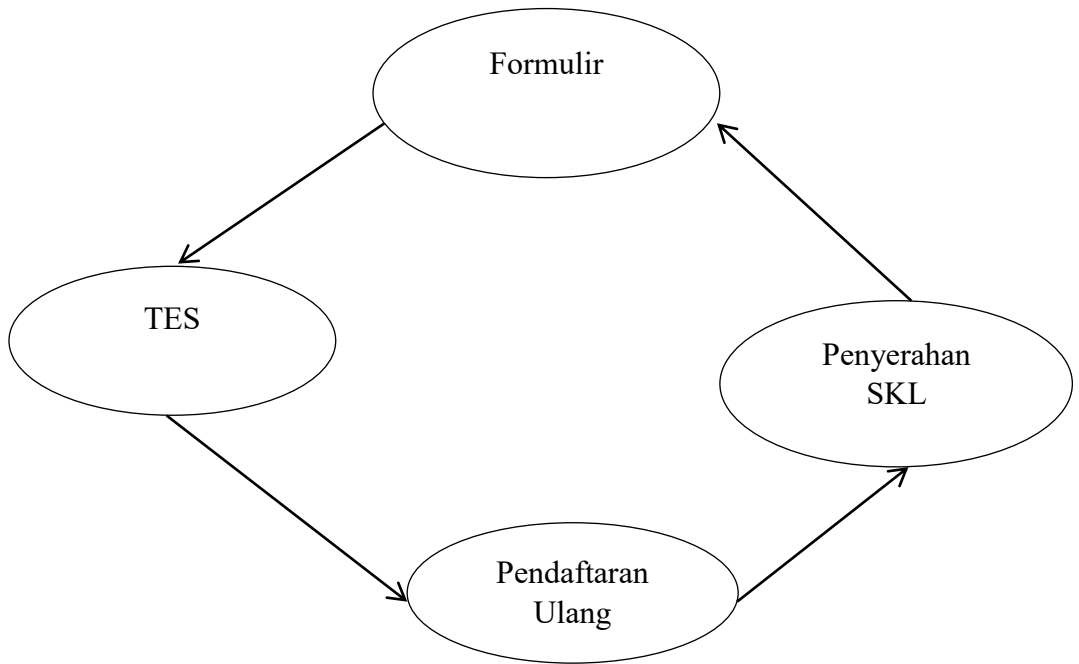 Formulir
TES
Penyerahan
SKL
Pendaftaran
Ulang